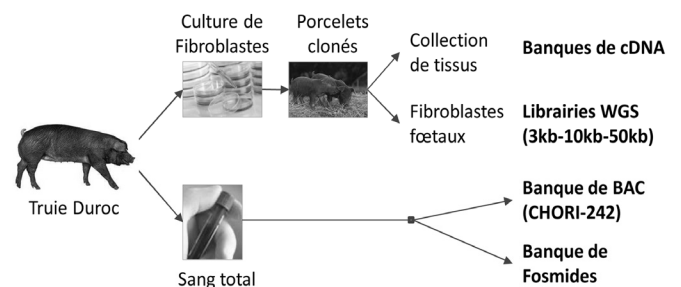 Culture de
Fibroblastes
Porcelets
clonés
Collection
de tissus
Banques de cDNA
Fibroblastes
fœtaux
Librairies WGS
(3kb-10kb-50kb)
Truie Duroc
Sang total
Banque de BAC
(CHORI-242)
Banque de
Fosmides